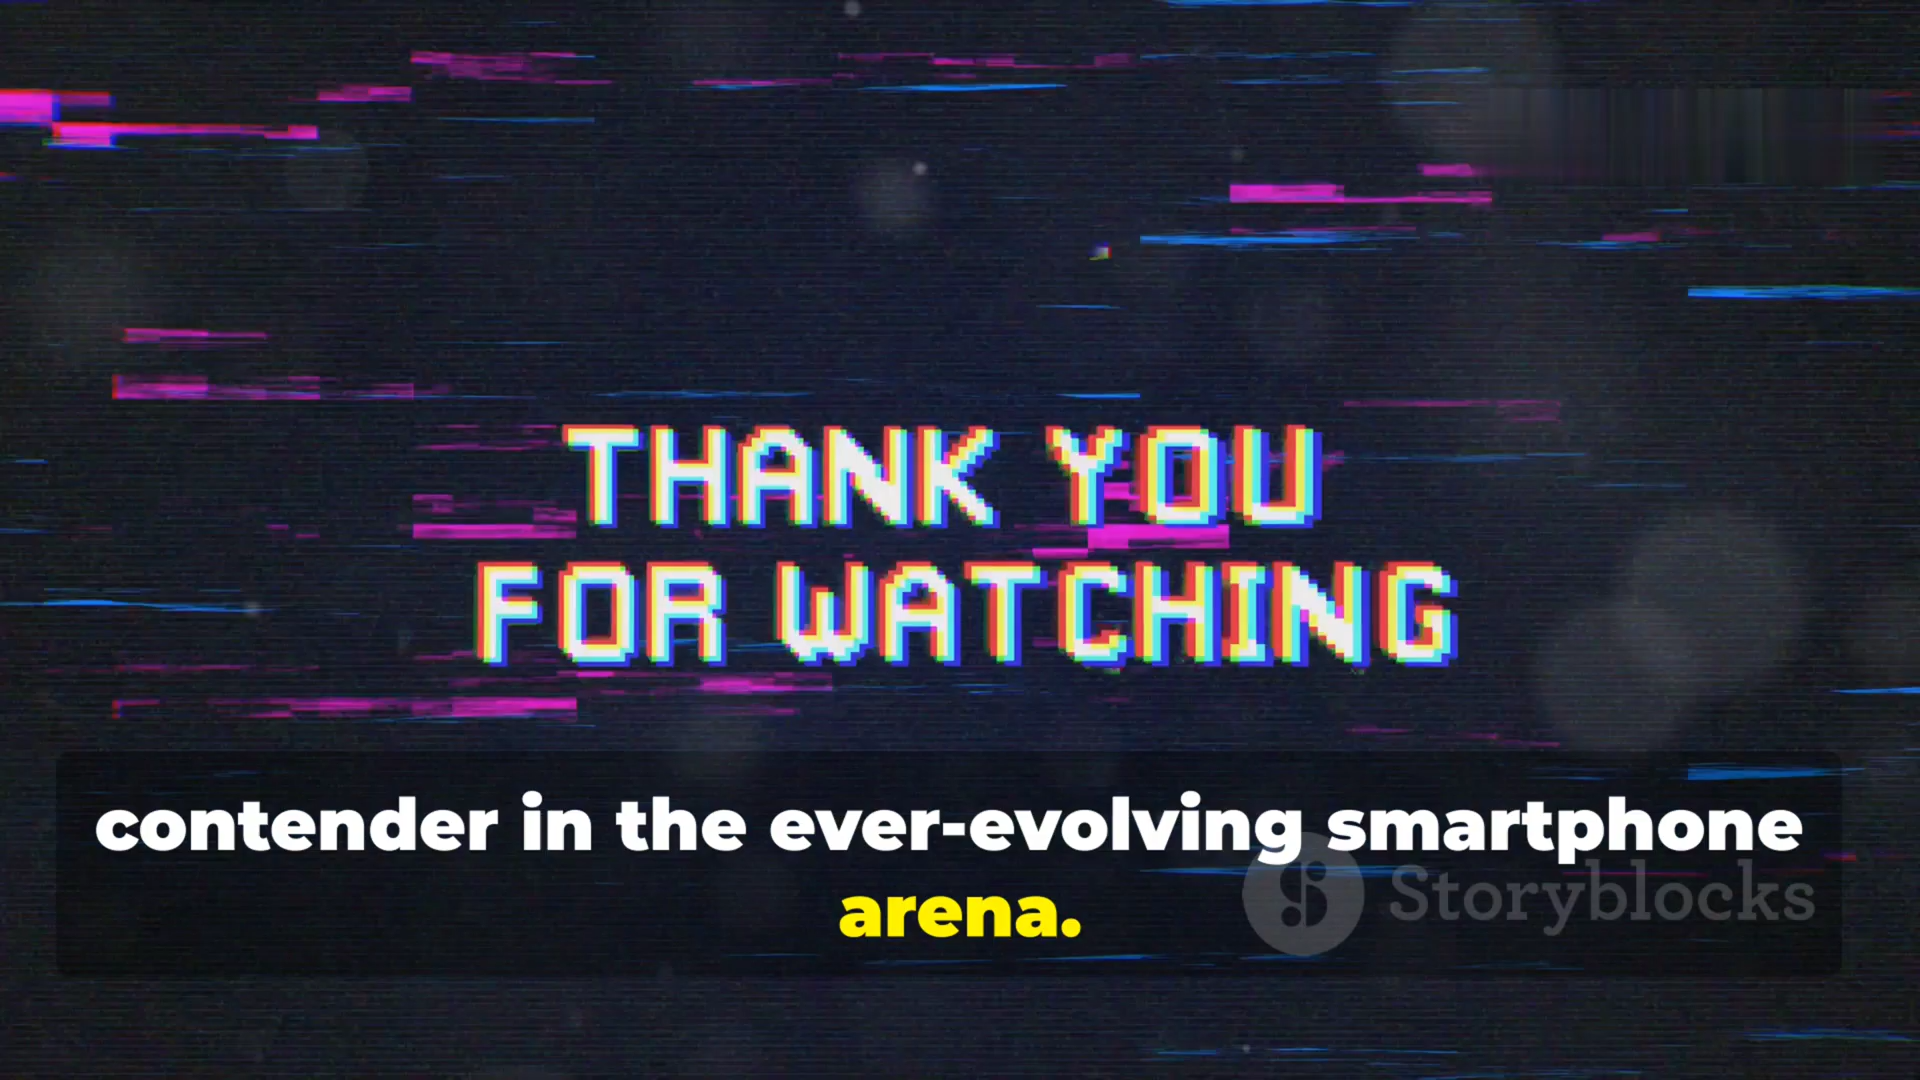 THANK YOU
FOR WATCHING
contender in the ever-evolving smartphone
arena.
Storyblocks